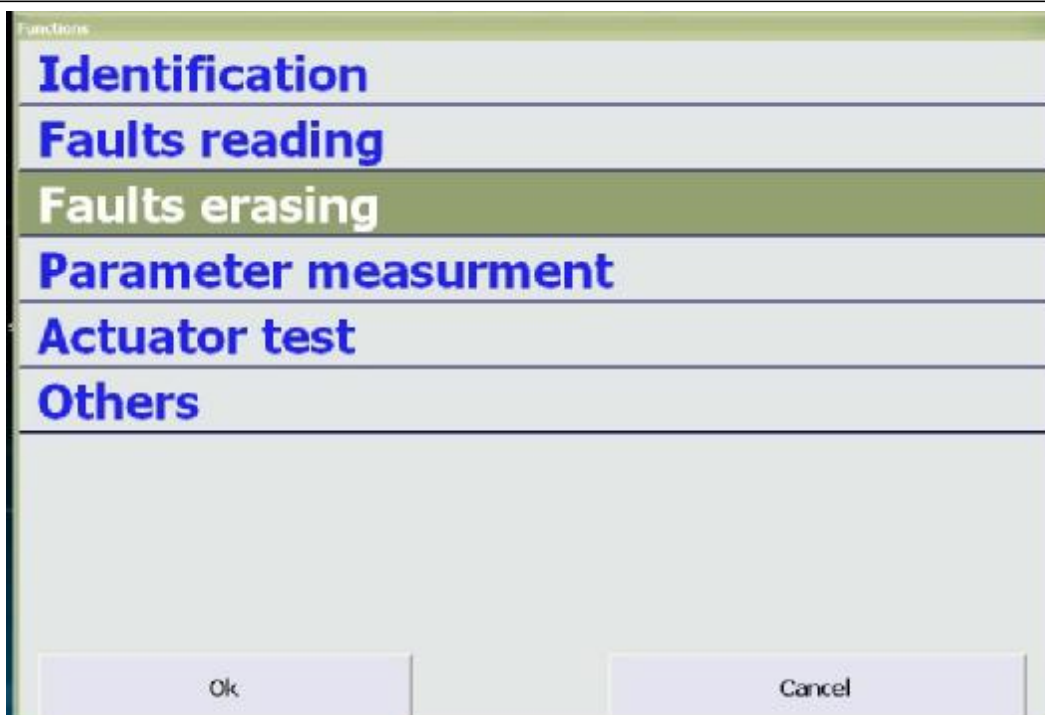 Functions
Identification
Faults reading
Faults erasing
Parameter measurment
Actuator test
Others
Ok
Cancel